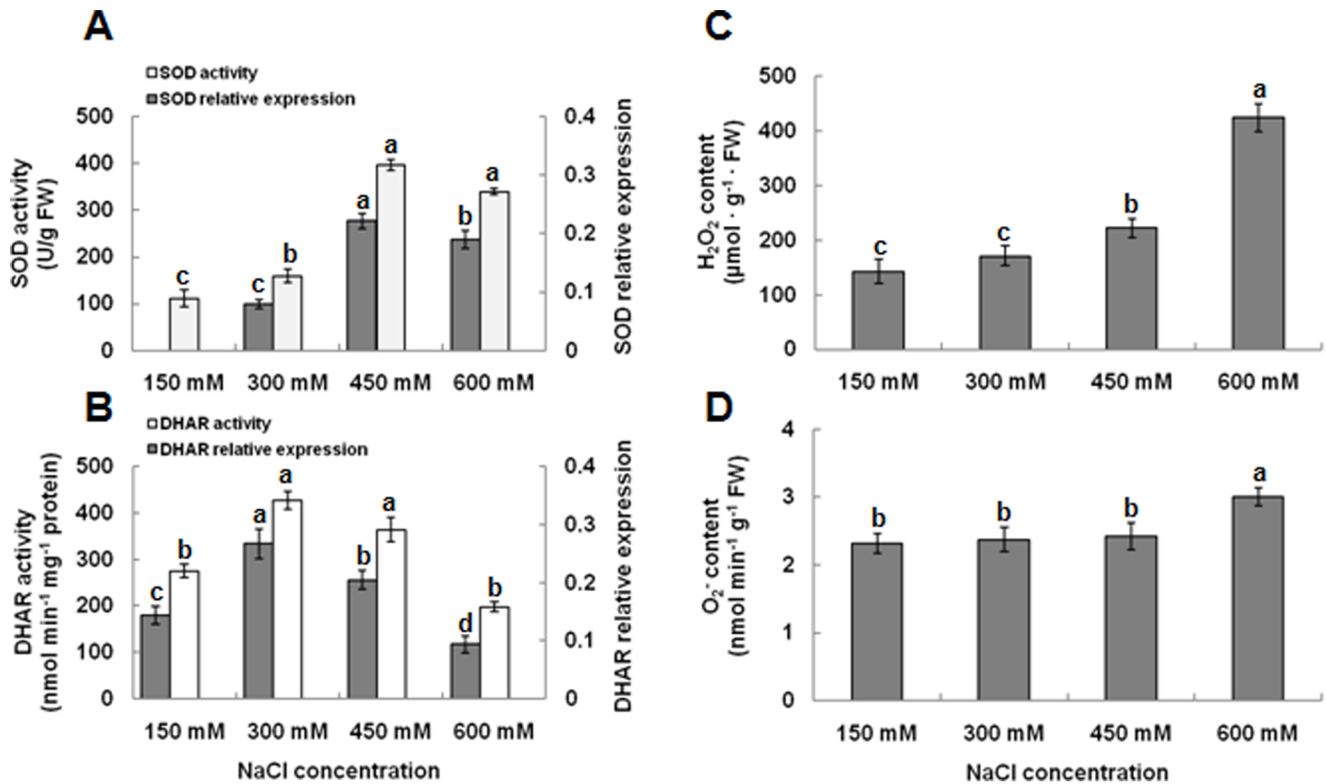 A
SOD activity
SOD relative expression
500
400
300
200
100
0
SOD activity
(U/g FW)
c
c
b
a
a
b
a
0.4
0.3
0.2
0.1
0
SOD relative expression
150 mM 300 mM 450 mM 600 mM
B
DHAR activity
DHAR relative expression
500
400
300
200
100
0
DHAR activity
(nmol min⁻¹ mg⁻¹ protein)
c
b
a
a
b
a
d
b
0.4
0.3
0.2
0.1
0
DHAR relative expression
150 mM 300 mM 450 mM 600 mM
NaCl concentration
C
500
400
300
200
100
0
H₂O₂ content
(µmol · g⁻¹ · FW)
c
c
b
a
150 mM 300 mM 450 mM 600 mM
D
4
3
2
1
0
O₂⁻ content
(nmol min⁻¹ g⁻¹ FW)
b
b
b
a
150 mM 300 mM 450 mM 600 mM
NaCl concentration